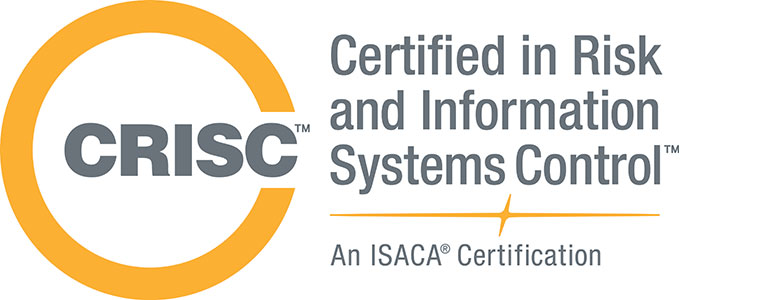 CRISC™
Certified in Risk
and Information
Systems Control™
An ISACA® Certification